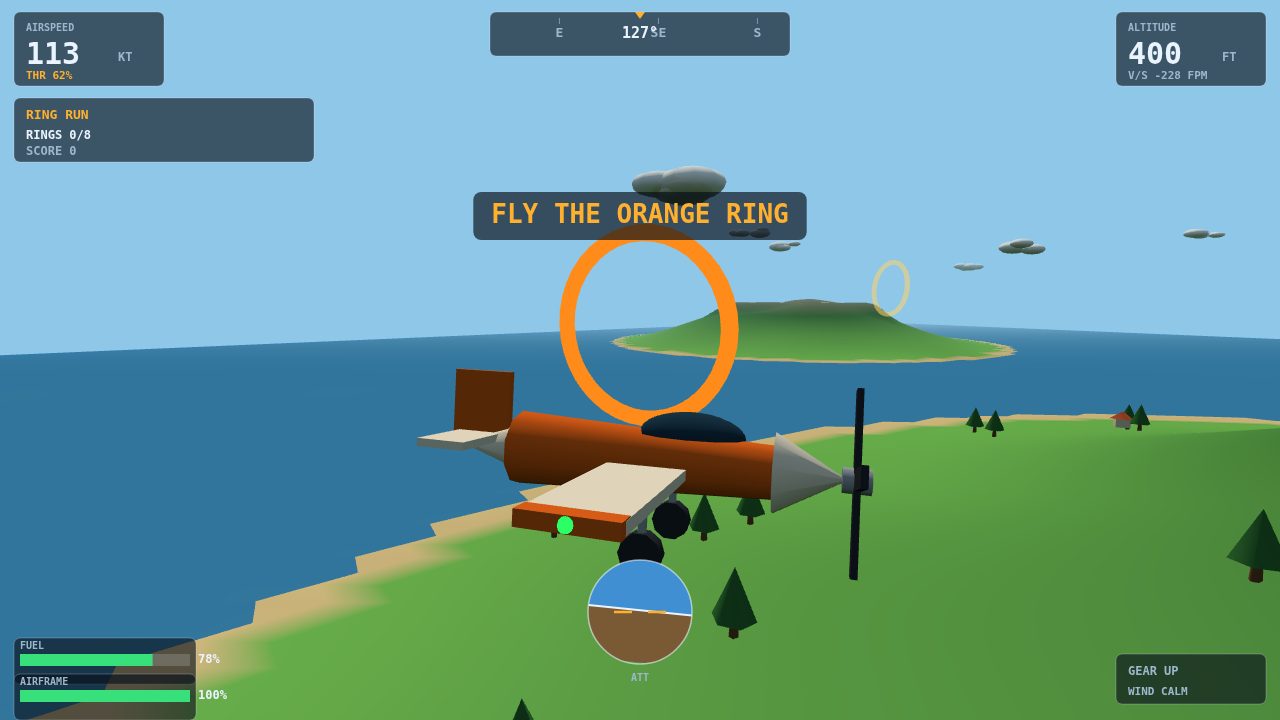 AIRSPEED
113 KT
THR 62%
E 127° SE S
ALTITUDE
400 FT
V/S -228 FPM
RING RUN
RINGS 0/8
SCORE 0
FLY THE ORANGE RING
FUEL
78%
AIRFRAME
100%
ATT
GEAR UP
WIND CALM